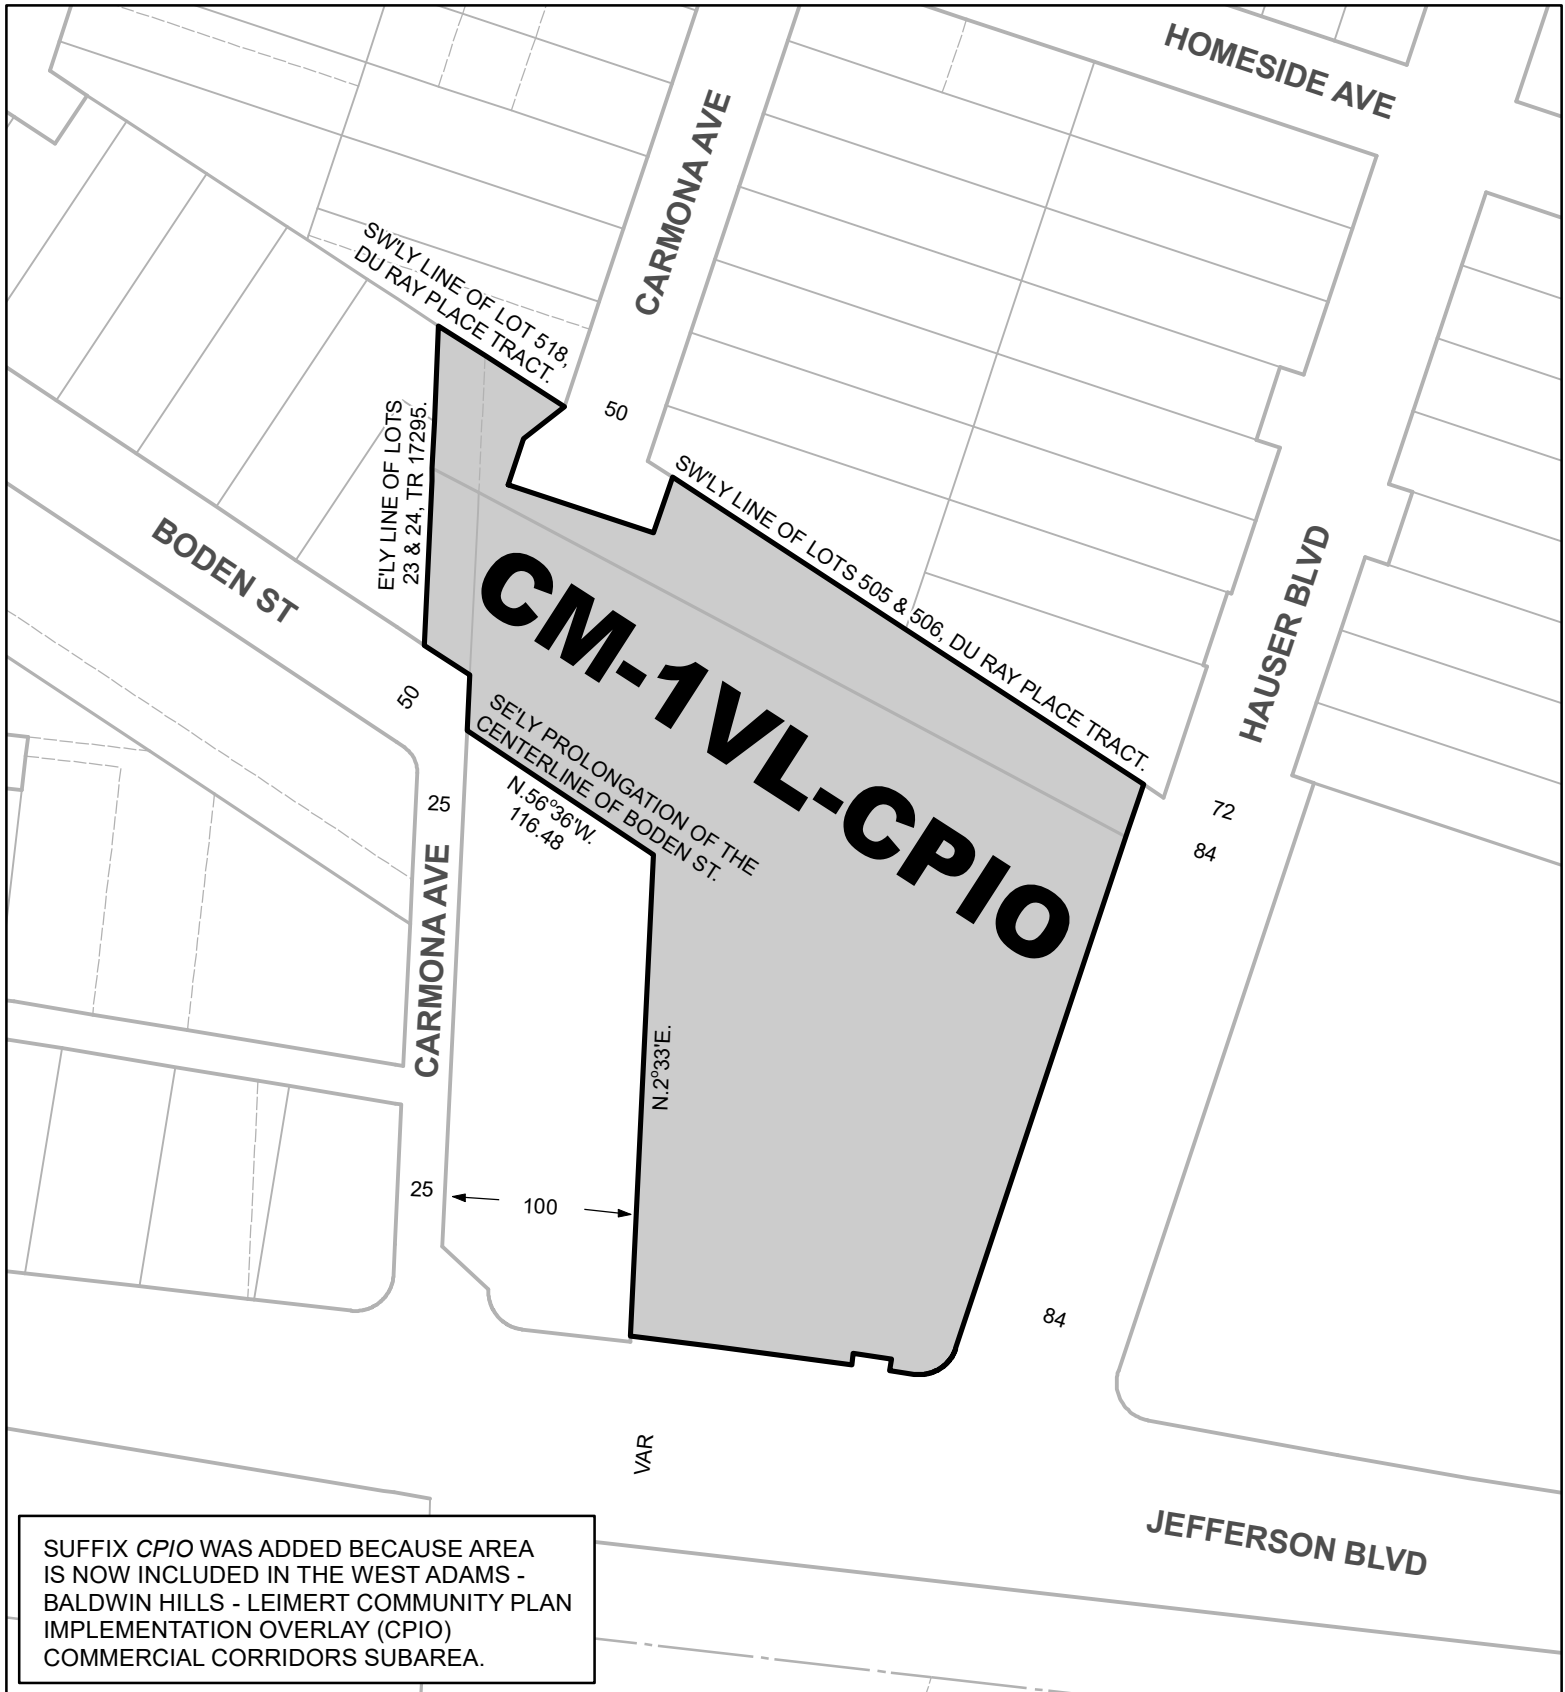 HOMESIDE AVE
CARMONA AVE
SW'LY LINE OF LOT 518,
DU RAY PLACE TRACT.
50
E'LY LINE OF LOTS
23 & 24, TR 17295.
SW'LY LINE OF LOTS 505 & 506, DU RAY PLACE TRACT.
BODEN ST
HAUSER BLVD
CM-1VL-CPIO
50
SE'LY PROLONGATION OF THE
CENTERLINE OF BODEN ST.
N.56°36'W.
116.48
25
72
84
CARMONA AVE
N.2°33'E.
25
100
84
VAR
JEFFERSON BLVD
SUFFIX CPIO WAS ADDED BECAUSE AREA
IS NOW INCLUDED IN THE WEST ADAMS -
BALDWIN HILLS - LEIMERT COMMUNITY PLAN
IMPLEMENTATION OVERLAY (CPIO)
COMMERCIAL CORRIDORS SUBAREA.